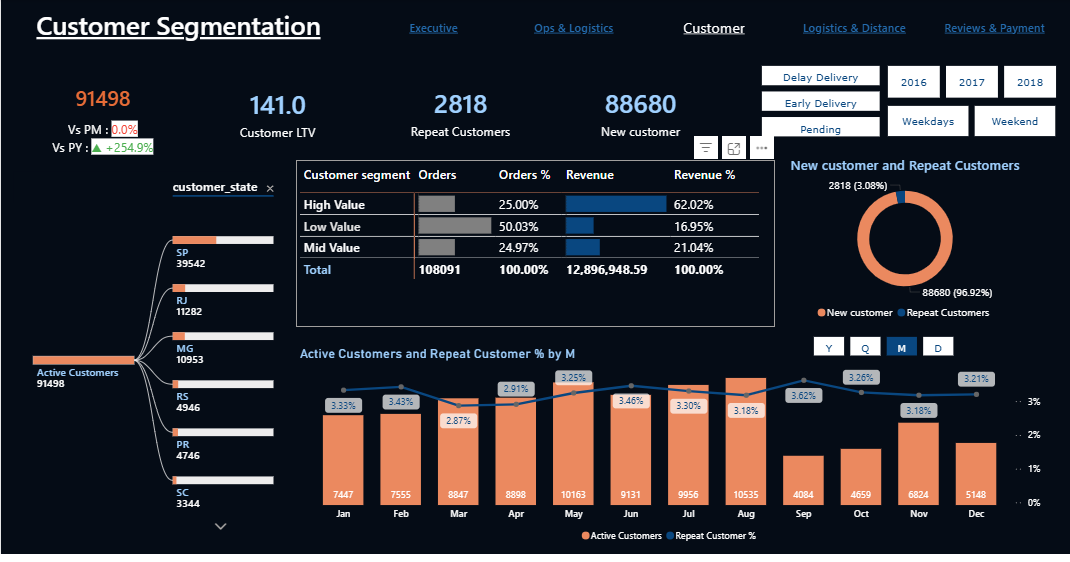 Customer Segmentation
Executive
Ops & Logistics
Customer
Logistics & Distance
Reviews & Payment
91498
Vs PM : 0.0%
Vs PY : ▲ +254.9%
141.0
Customer LTV
2818
Repeat Customers
88680
New customer
Delay Delivery
Early Delivery
Pending
2016
2017
2018
Weekdays
Weekend
customer_state ×
Active Customers
91498
SP
39542
RJ
11282
MG
10953
RS
4946
PR
4746
SC
3344
Customer segment Orders Orders % Revenue Revenue %
High Value 25.00% 62.02%
Low Value 50.03% 16.95%
Mid Value 24.97% 21.04%
Total 108091 100.00% 12,896,948.59 100.00%
New customer and Repeat Customers
2818 (3.08%)
88680 (96.92%)
New customer Repeat Customers
Active Customers and Repeat Customer % by M
Y Q M D
3.33% 3.43% 2.87% 2.91% 3.25% 3.46% 3.30% 3.18% 3.62% 3.26% 3.18% 3.21%
3%
2%
1%
0%
7447 7555 8847 8898 10163 9131 9956 10535 4084 4659 6824 5148
Jan Feb Mar Apr May Jun Jul Aug Sep Oct Nov Dec
Active Customers Repeat Customer %